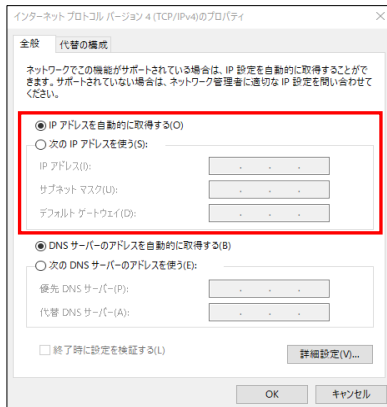 インターネット プロトコル バージョン 4 (TCP/IPv4)のプロパティ
全般
代替の構成
ネットワークでこの機能がサポートされている場合は、IP 設定を自動的に取得することがで
きます。サポートされていない場合は、ネットワーク管理者に適切な IP 設定を問い合わせて
ください。
IP アドレスを自動的に取得する(O)
次の IP アドレスを使う(S):
IP アドレス(I):
サブネット マスク(U):
デフォルト ゲートウェイ(D):
DNS サーバーのアドレスを自動的に取得する(B)
次の DNS サーバーのアドレスを使う(E):
優先 DNS サーバー(P):
代替 DNS サーバー(A):
終了時に設定を検証する(L)
詳細設定(V)...
OK
キャンセル